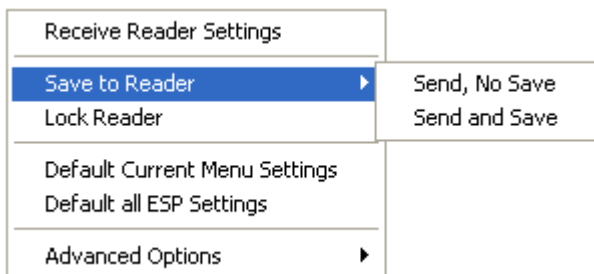 Receive Reader Settings
Save to Reader
Send, No Save
Lock Reader
Send and Save
Default Current Menu Settings
Default all ESP Settings
Advanced Options